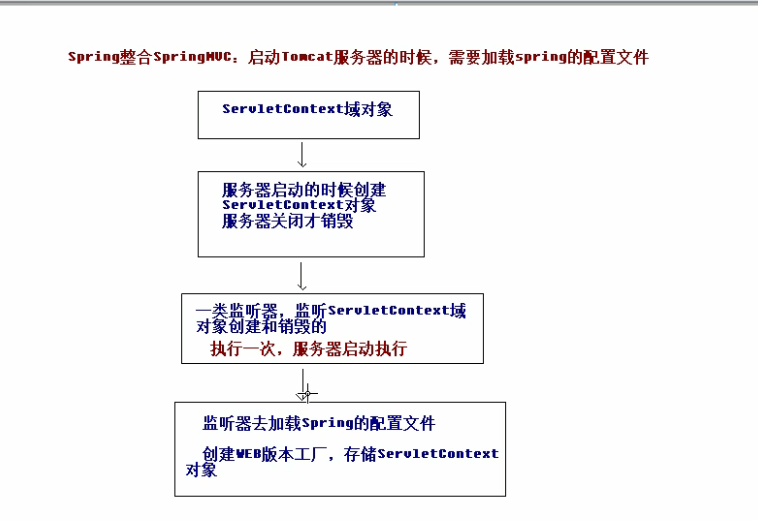 Spring整合SpringMVC：启动Tomcat服务器的时候，需要加载spring的配置文件
ServletContext域对象
服务器启动的时候创建
ServletContext对象
服务器关闭才销毁
一类监听器，监听ServletContext域
对象创建和销毁的
执行一次，服务器启动执行
监听器去加载Spring的配置文件
创建WEB版本工厂，存储ServletContext
对象